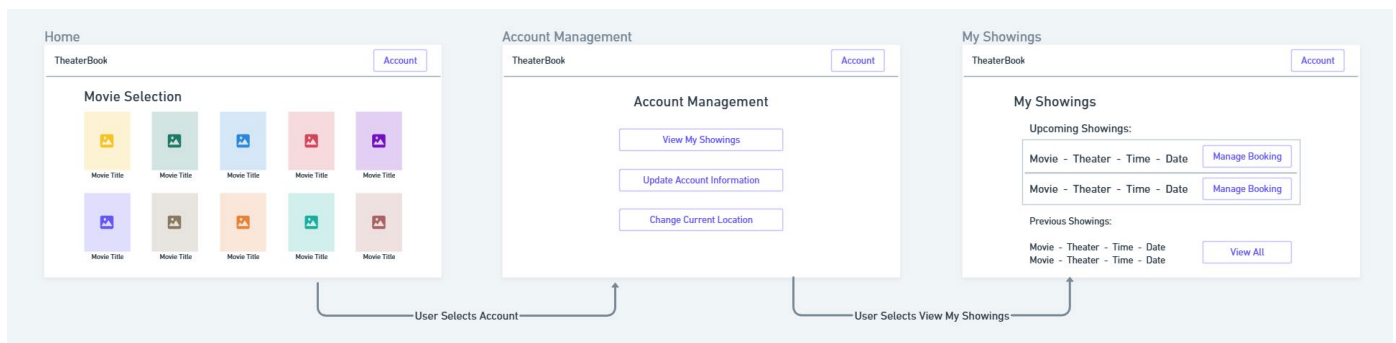 Home
TheaterBook
Account
Movie Selection
Movie Title Movie Title Movie Title Movie Title Movie Title
Movie Title Movie Title Movie Title Movie Title Movie Title
User Selects Account
Account Management
TheaterBook
Account
Account Management
View My Showings
Update Account Information
Change Current Location
User Selects View My Showings
My Showings
TheaterBook
Account
My Showings
Upcoming Showings:
Movie - Theater - Time - Date Manage Booking
Movie - Theater - Time - Date Manage Booking
Previous Showings:
Movie - Theater - Time - Date
Movie - Theater - Time - Date
View All